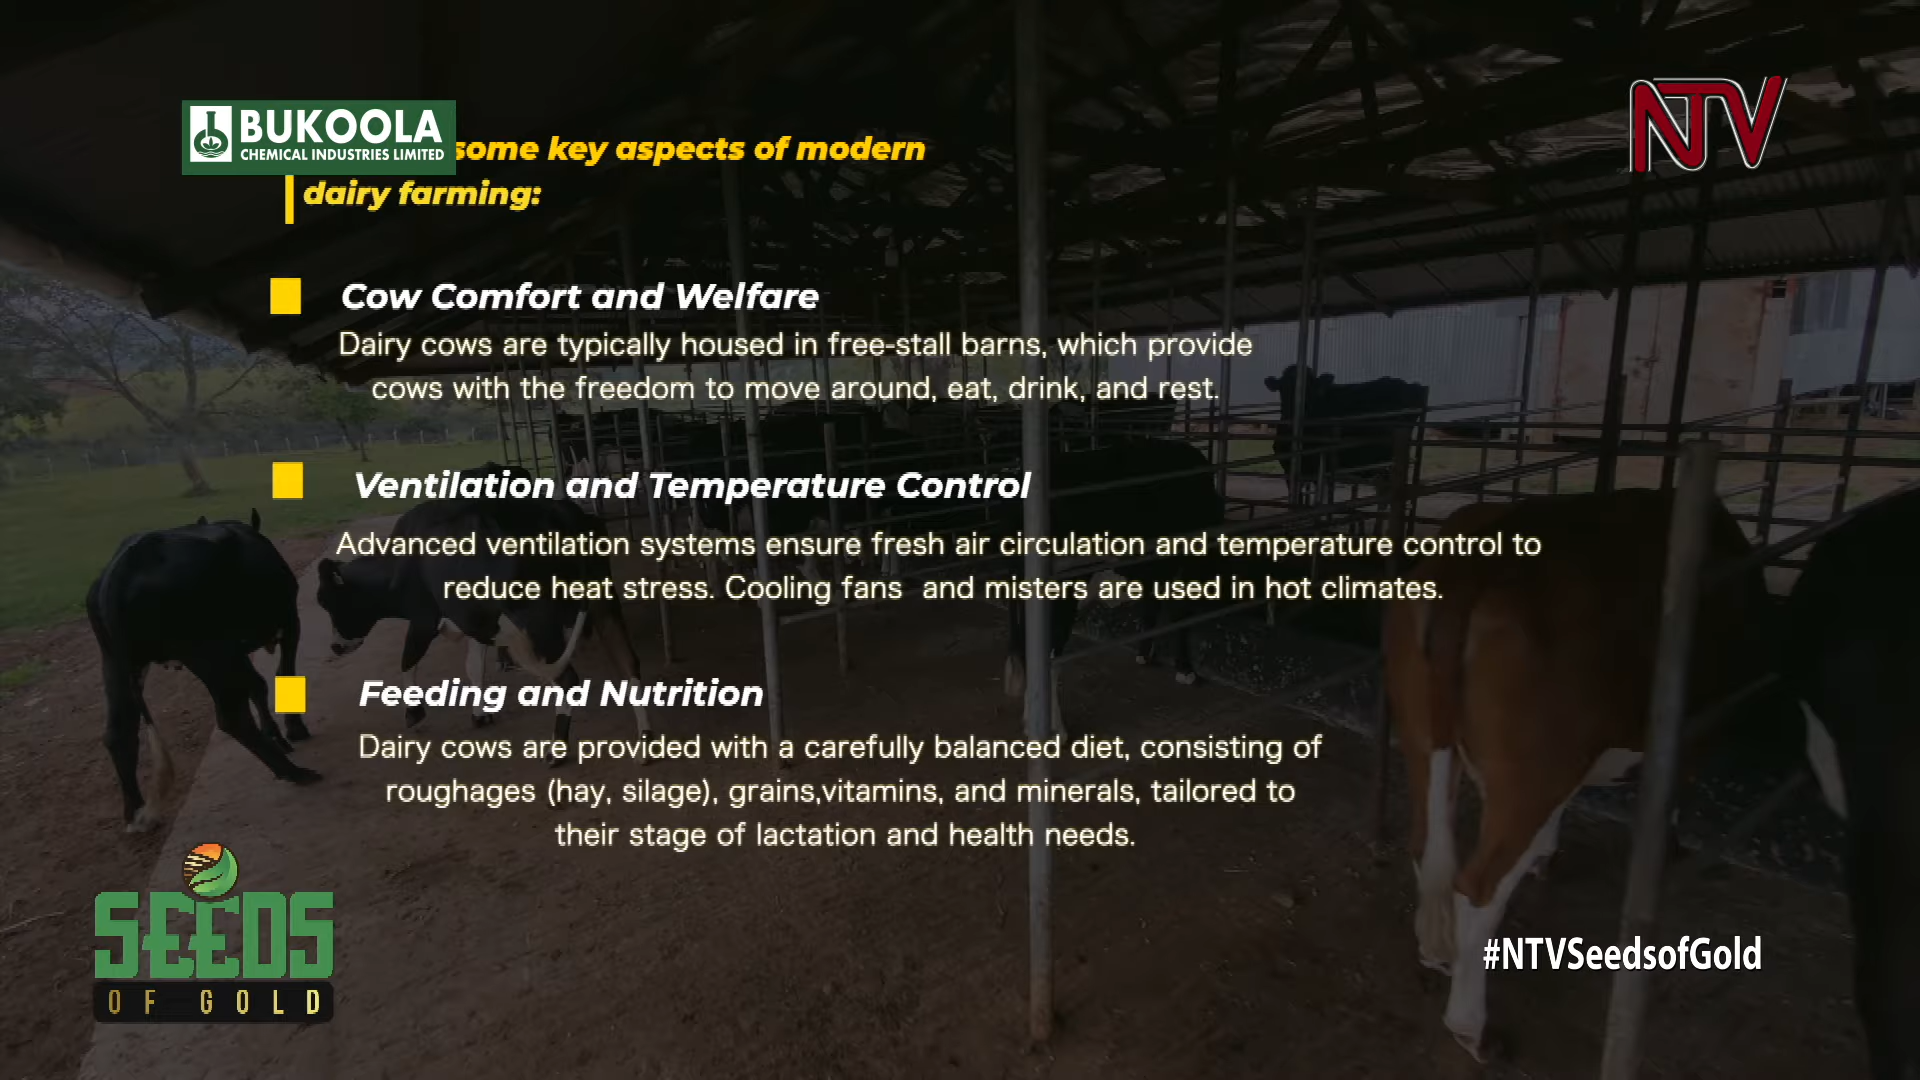 BUKOOLA
CHEMICAL INDUSTRIES LIMITED
NTV
some key aspects of modern
dairy farming:
Cow Comfort and Welfare
Dairy cows are typically housed in free-stall barns, which provide
cows with the freedom to move around, eat, drink, and rest.
Ventilation and Temperature Control
Advanced ventilation systems ensure fresh air circulation and temperature control to
reduce heat stress. Cooling fans  and misters are used in hot climates.
Feeding and Nutrition
Dairy cows are provided with a carefully balanced diet, consisting of
roughages (hay, silage), grains,vitamins, and minerals, tailored to
their stage of lactation and health needs.
SEEDS
OF GOLD
#NTVSeedsofGold